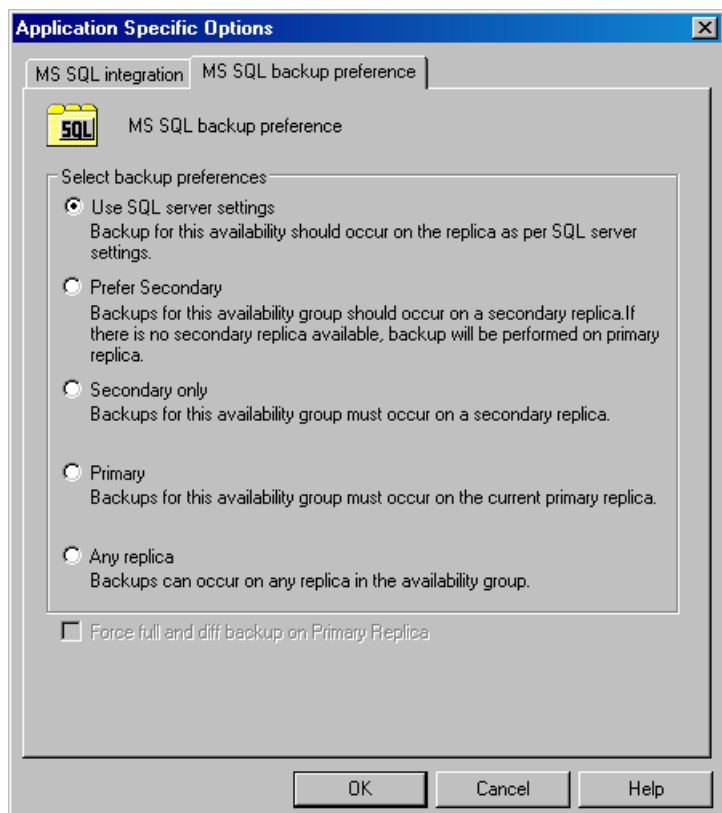 Application Specific Options
MS SQL integration
MS SQL backup preference
SQL
MS SQL backup preference
Select backup preferences
Use SQL server settings
Backup for this availability should occur on the replica as per SQL server
settings.
Prefer Secondary
Backups for this availability group should occur on a secondary replica.If
there is no secondary replica available, backup will be performed on primary
replica.
Secondary only
Backups for this availability group must occur on a secondary replica.
Primary
Backups for this availability group must occur on the current primary replica.
Any replica
Backups can occur on any replica in the availability group.
Force full and diff backup on Primary Replica
OK
Cancel
Help